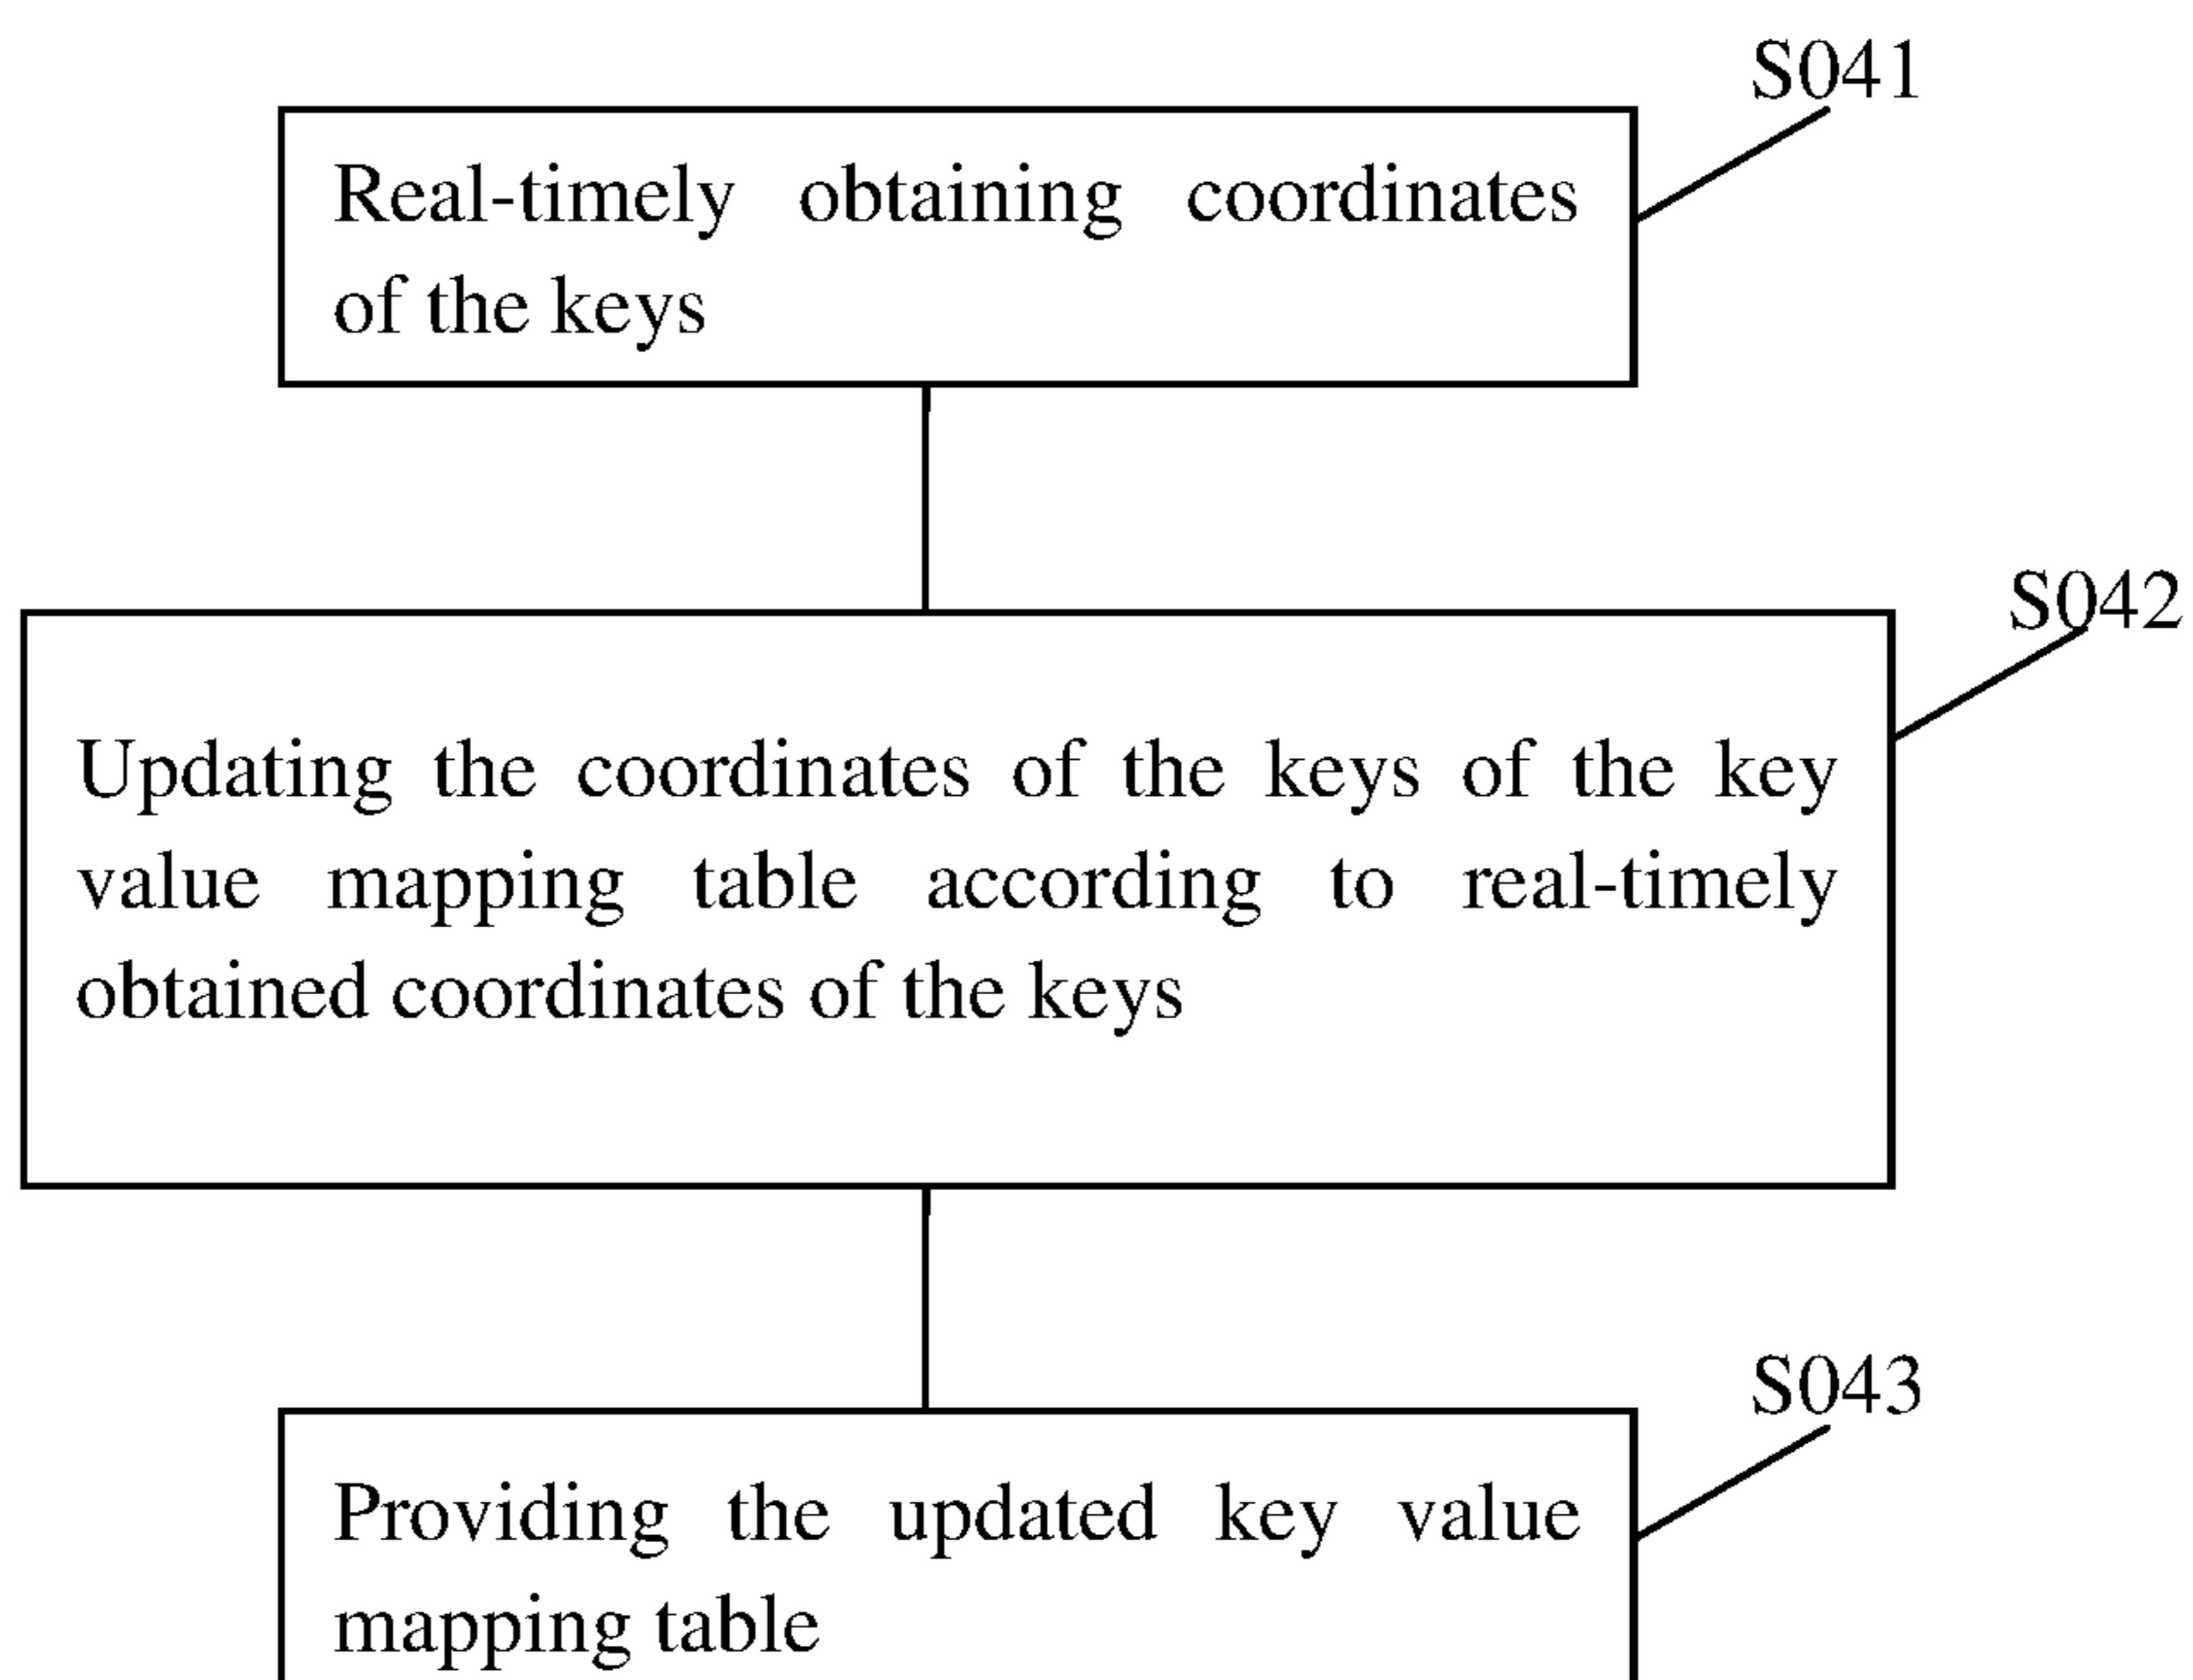 S041
Real-timely obtaining coordinates
of the keys
S042
Updating the coordinates of the keys of the key
value mapping table according to real-timely
obtained coordinates of the keys
S043
Providing the updated key value
mapping table